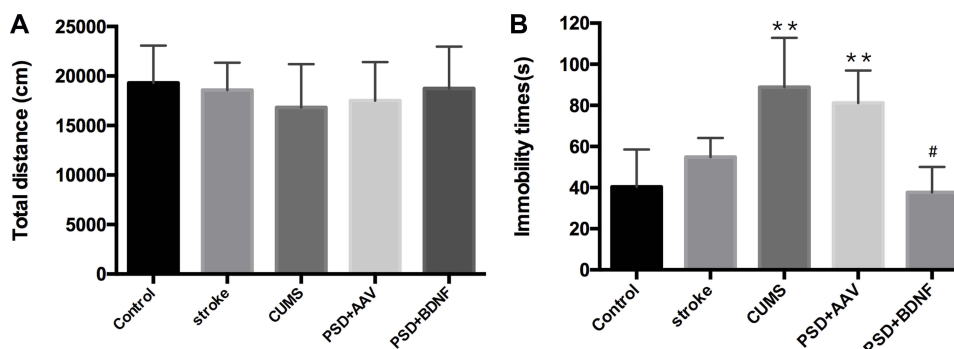 A
Total distance (cm)
25000
20000
15000
10000
5000
0
Control
stroke
CUMS
PSD+AAV
PSD+BDNF
B
Immobility times(s)
120
100
80
60
40
20
0
**
**
#
Control
stroke
CUMS
PSD+AAV
PSD+BDNF